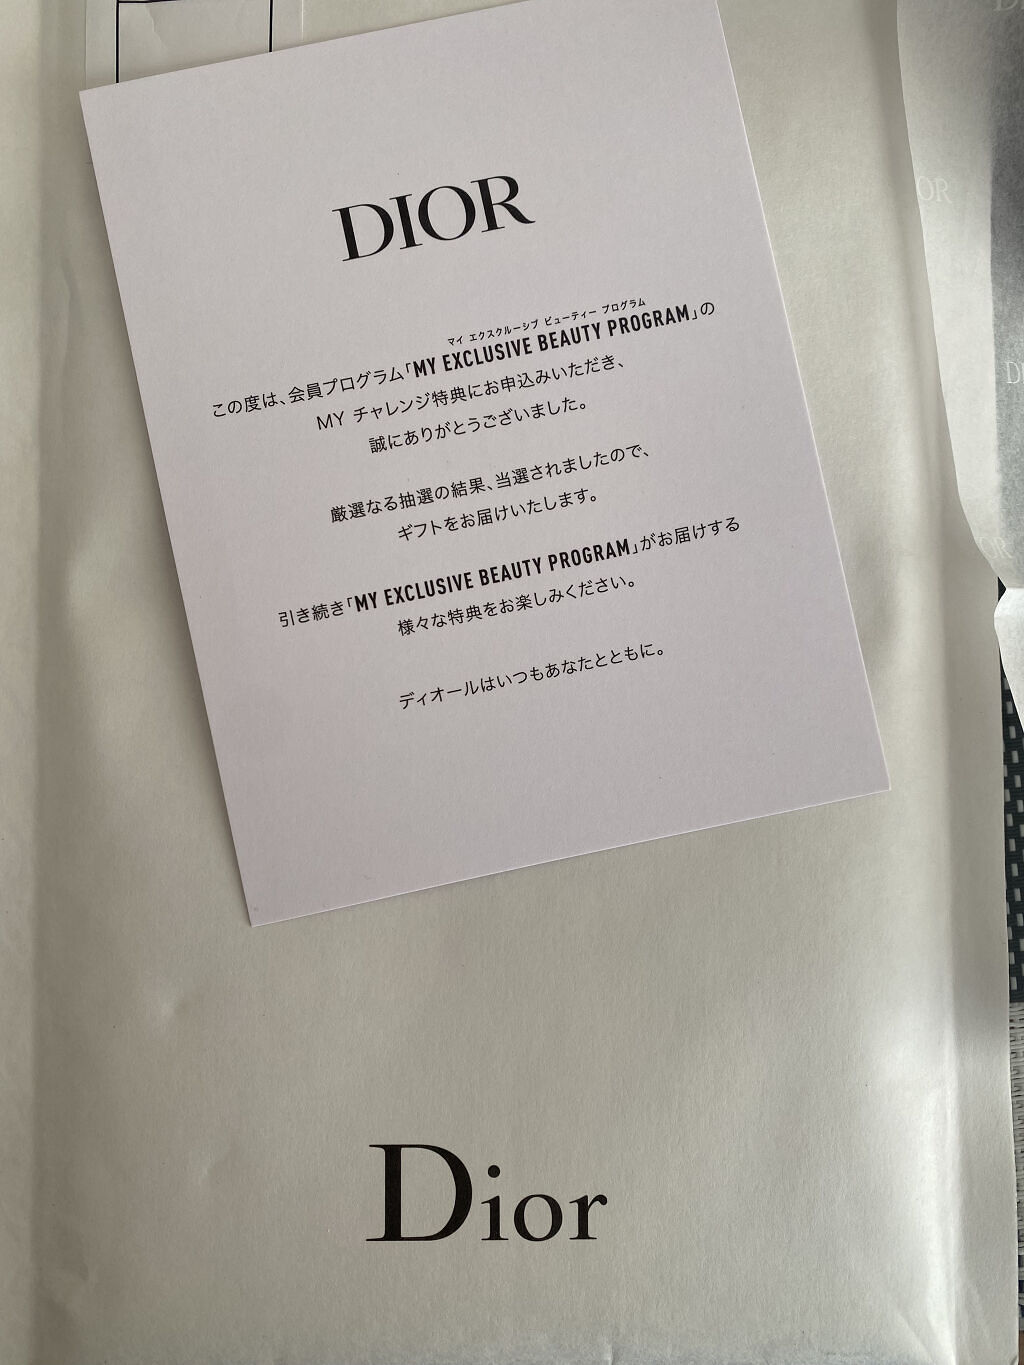 DIOR
マイ エクスクルーシブ ビューティー プログラム
この度は、会員プログラム「MY EXCLUSIVE BEAUTY PROGRAM」の
MY チャレンジ特典にお申込みいただき、
誠にありがとうございました。
厳選なる抽選の結果、当選されましたので、
ギフトをお届けいたします。
引き続き「MY EXCLUSIVE BEAUTY PROGRAM」がお届けする
様々な特典をお楽しみください。
ディオールはいつもあなたとともに。
Dior